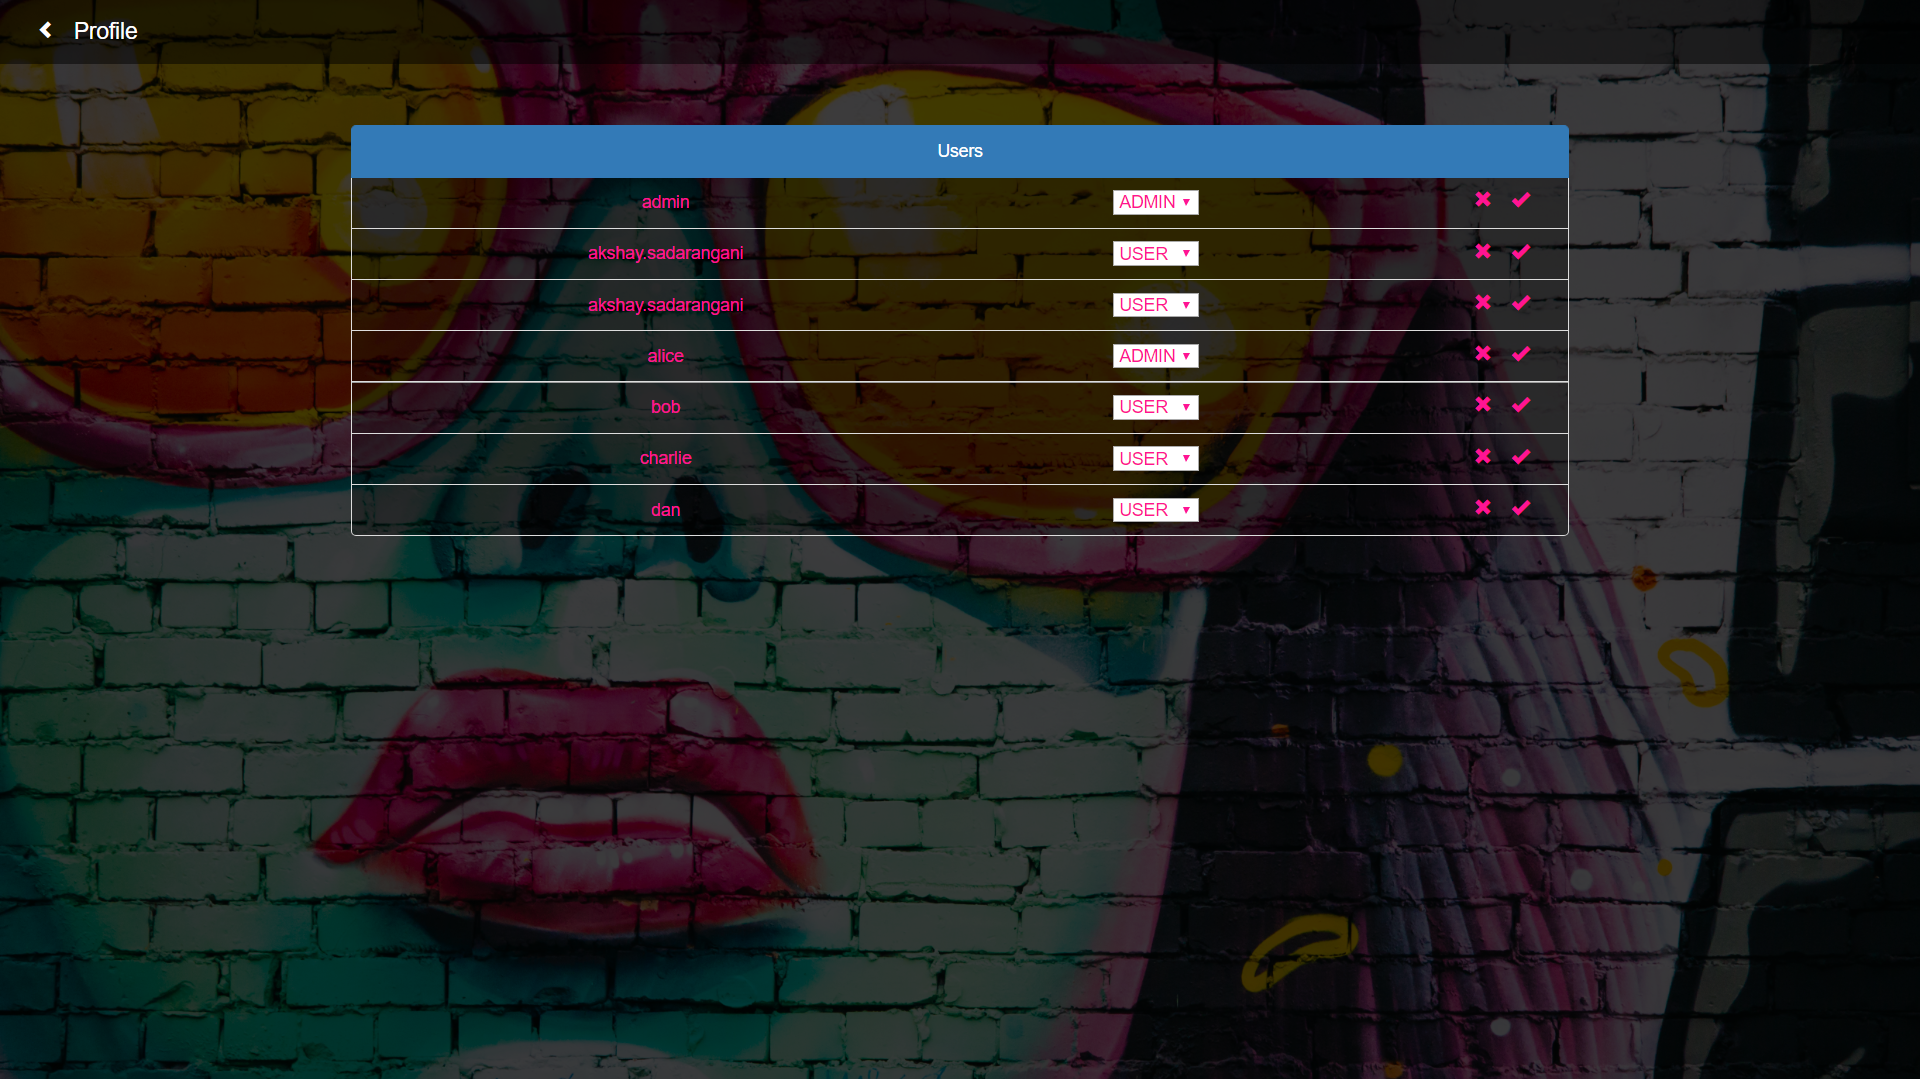 Profile
Users
admin ADMIN
akshay.sadarangani USER
akshay.sadarangani USER
alice ADMIN
bob USER
charlie USER
dan USER